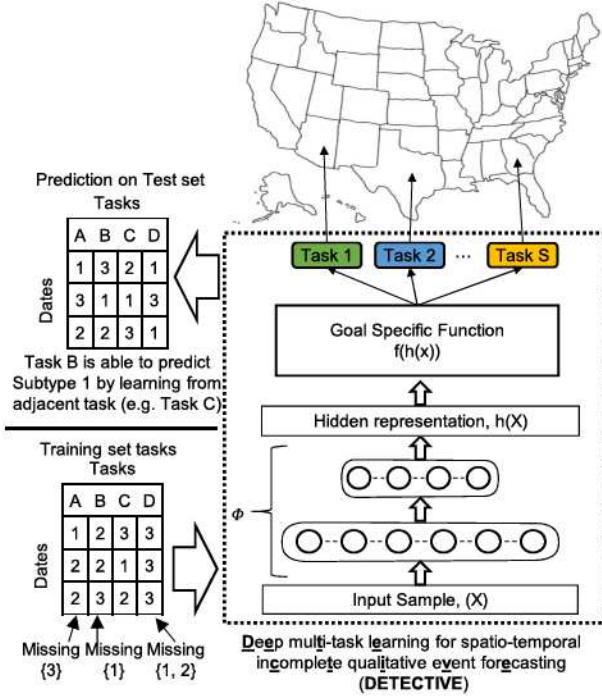 Prediction on Test set
Tasks
A B C D
1 3 2 1
3 1 1 3
2 2 3 1
Dates
Task B is able to predict
Subtype 1 by learning from
adjacent task (e.g. Task C)
Training set tasks
Tasks
A B C D
1 2 3 3
2 2 1 3
2 3 2 3
Dates
Missing Missing Missing
{3} {1} {1, 2}
Task 1 Task 2 ... Task S
Goal Specific Function
f(h(x))
Hidden representation, h(X)
Φ
Input Sample, (X)
Deep multi-task learning for spatio-temporal
incomplete qualitative event forecasting
(DETECTIVE)